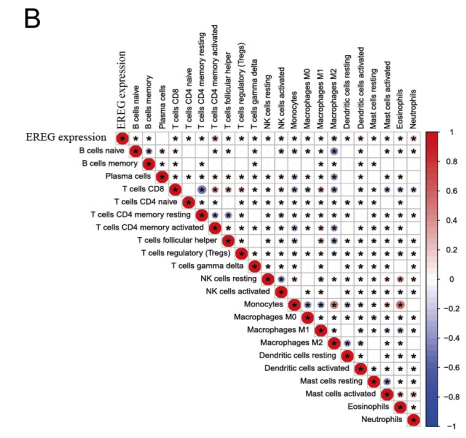 B
EREG expression
B cells naive
B cells memory
Plasma cells
T cells CD8
T cells CD4 naive
T cells CD4 memory resting
T cells CD4 memory activated
T cells follicular helper
T cells regulatory (Tregs)
T cells gamma delta
NK cells resting
NK cells activated
Monocytes
Macrophages M0
Macrophages M1
Macrophages M2
Dendritic cells resting
Dendritic cells activated
Mast cells resting
Mast cells activated
Eosinophils
Neutrophils
EREG expression
B cells naive
B cells memory
Plasma cells
T cells CD8
T cells CD4 naive
T cells CD4 memory resting
T cells CD4 memory activated
T cells follicular helper
T cells regulatory (Tregs)
T cells gamma delta
NK cells resting
NK cells activated
Monocytes
Macrophages M0
Macrophages M1
Macrophages M2
Dendritic cells resting
Dendritic cells activated
Mast cells resting
Mast cells activated
Eosinophils
Neutrophils
1
0.8
0.6
0.4
0.2
0
−0.2
−0.4
−0.6
−0.8
−1